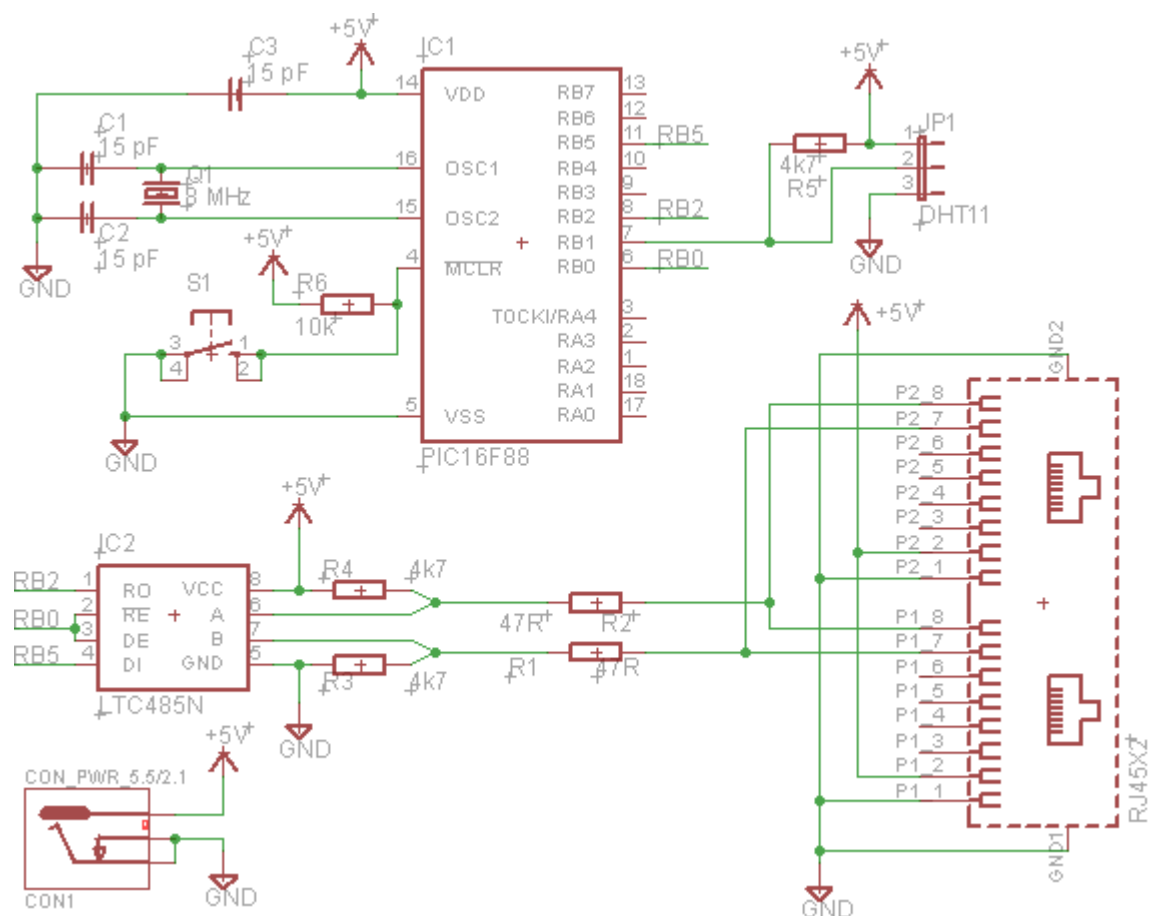 +5V
C3
15 pF
IC1
14
VDD
RB7
13
RB6
12
RB5
11
RB5
RB4
10
RB3
9
RB2
8
RB2
RB1
7
RB0
6
RB0
+5V
4k7
R5
JP1
1
2
3
DHT11
GND
C1
15 pF
16
OSC1
Q1
8 MHz
15
OSC2
C2
15 pF
GND
+5V
4
MCLR
R6
10k
S1
3
1
4
2
T0CKI/RA4
3
RA3
2
RA2
1
RA1
18
RA0
17
5
VSS
GND
PIC16F88
+5V
GND2
P2_8
P2_7
P2_6
P2_5
P2_4
P2_3
P2_2
P2_1
P1_8
P1_7
P1_6
P1_5
P1_4
P1_3
P1_2
P1_1
RJ45X2
GND1
GND
+5V
IC2
RB2
1
RO
VCC
8
R4
4k7
RB0
2
RE
A
6
47R
R2
3
DE
B
7
RB5
4
DI
GND
5
R3
4k7
R1
47R
LTC485N
GND
+5V
CON_PWR_5.5/2.1
CON1
GND